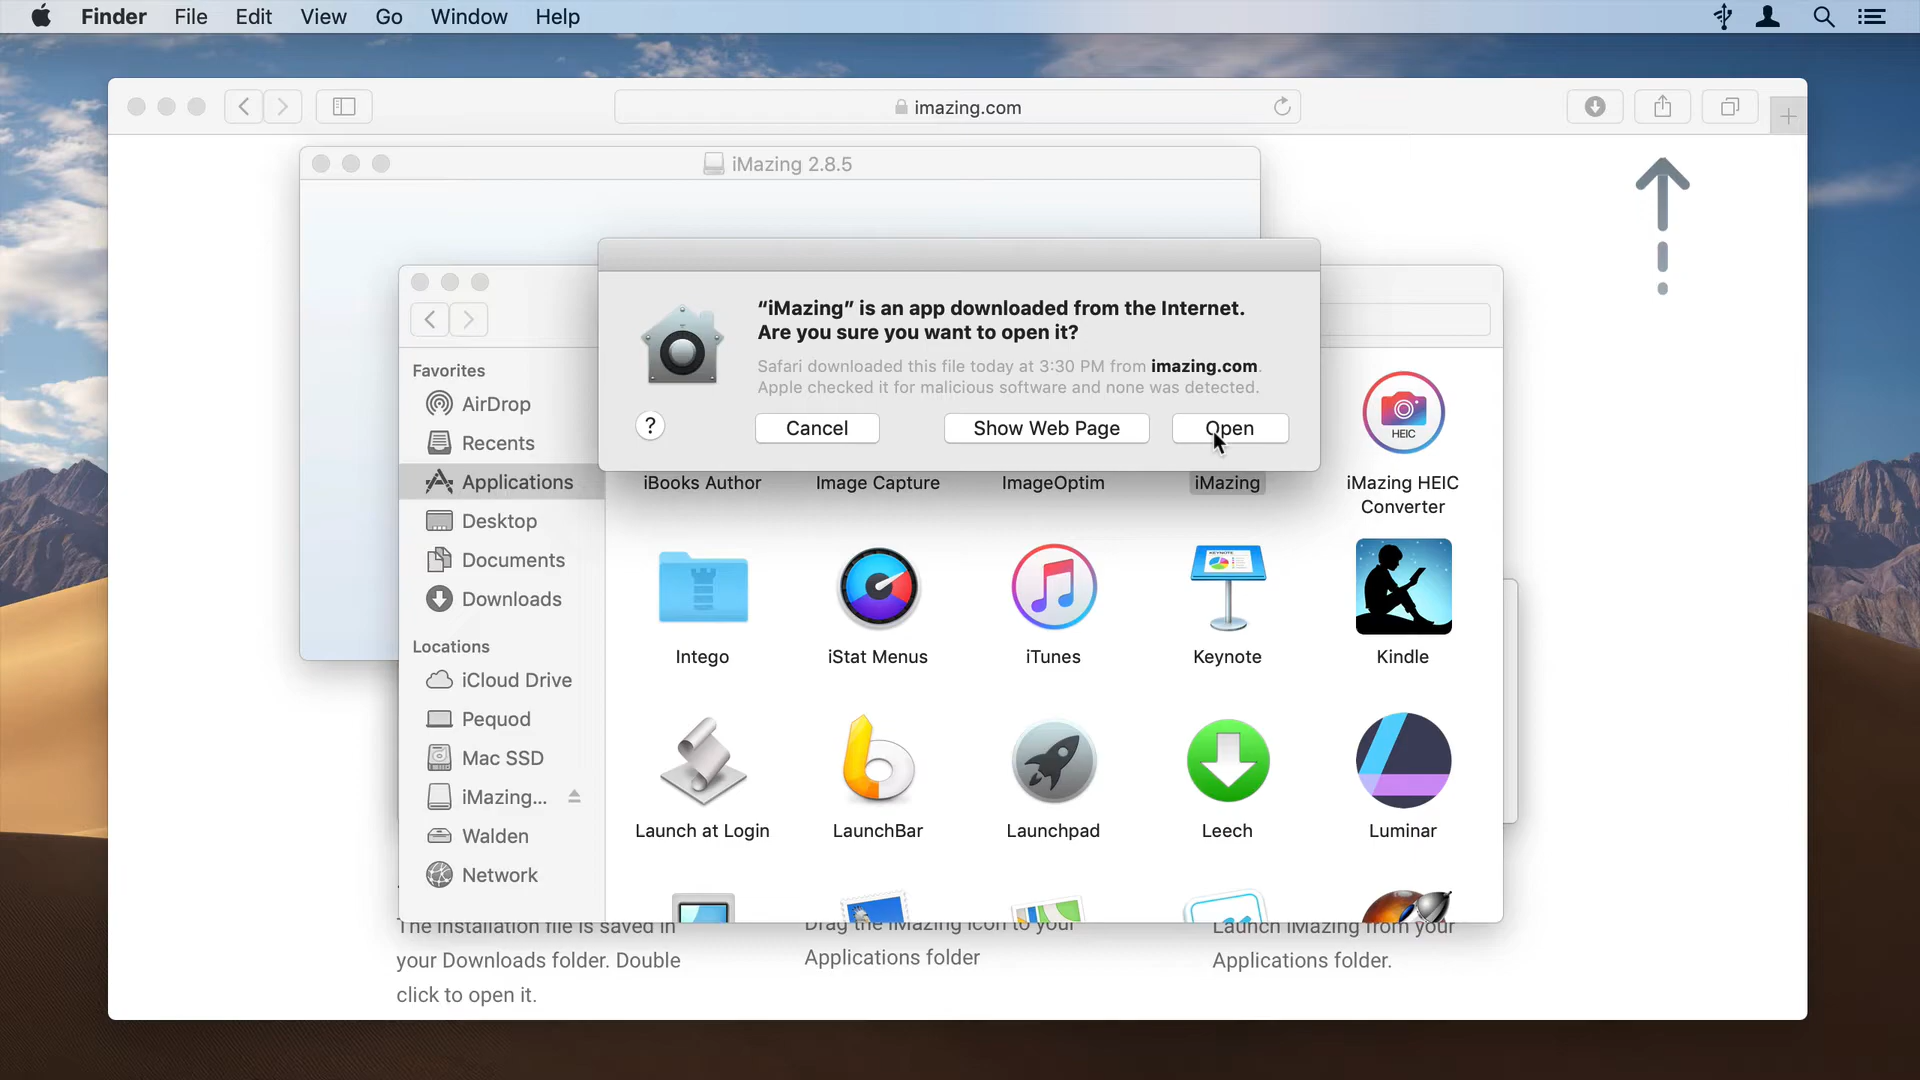 Finder File Edit View Go Window Help
imazing.com
iMazing 2.8.5
“iMazing” is an app downloaded from the Internet.
Are you sure you want to open it?
Safari downloaded this file today at 3:30 PM from imazing.com.
Apple checked it for malicious software and none was detected.
?
Cancel
Show Web Page
Open
Favorites
AirDrop
Recents
Applications
Desktop
Documents
Downloads
Locations
iCloud Drive
Pequod
Mac SSD
iMazing...
Walden
Network
HEIC
iBooks Author
Image Capture
ImageOptim
iMazing
iMazing HEIC
Converter
KEYNOTE
Intego
iStat Menus
iTunes
Keynote
Kindle
Launch at Login
LaunchBar
Launchpad
Leech
Luminar
The installation file is saved in
your Downloads folder. Double
click to open it.
Drag the iMazing icon to your
Applications folder
Launch iMazing from your
Applications folder.